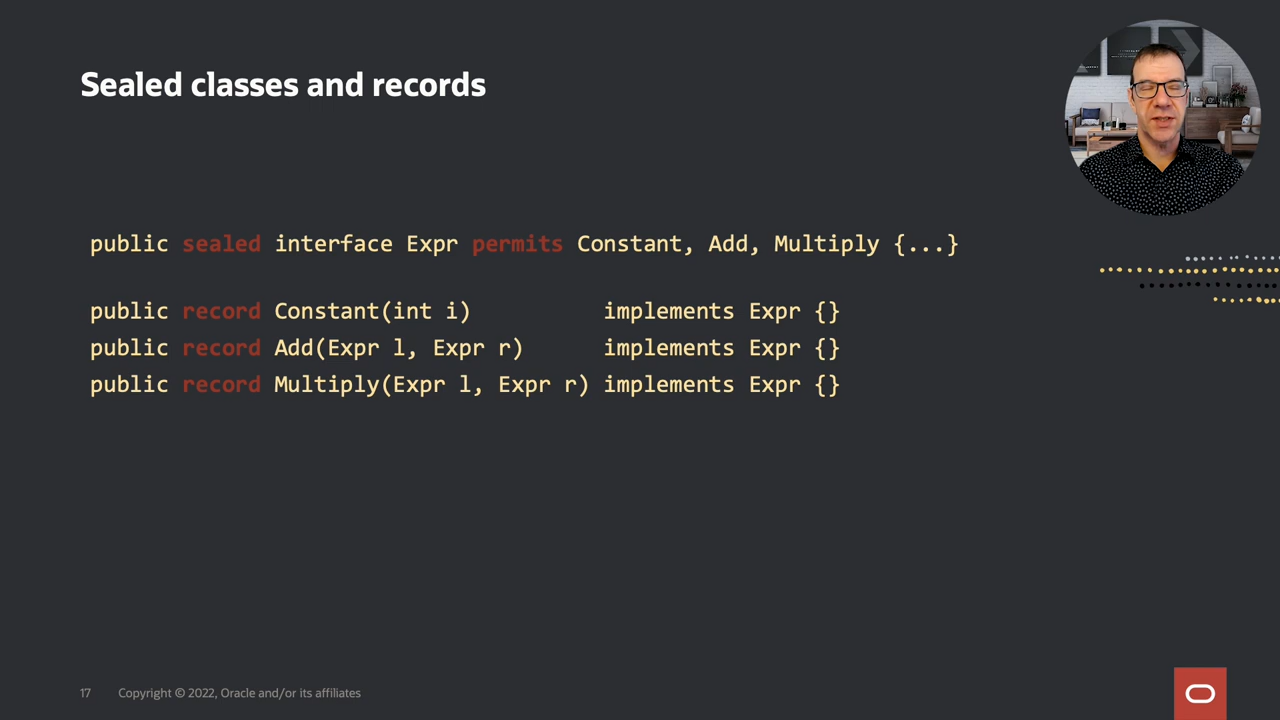 Sealed classes and records
public sealed interface Expr permits Constant, Add, Multiply {...}
public record Constant(int i)          implements Expr {}
public record Add(Expr l, Expr r)      implements Expr {}
public record Multiply(Expr l, Expr r) implements Expr {}
17 Copyright © 2022, Oracle and/or its affiliates